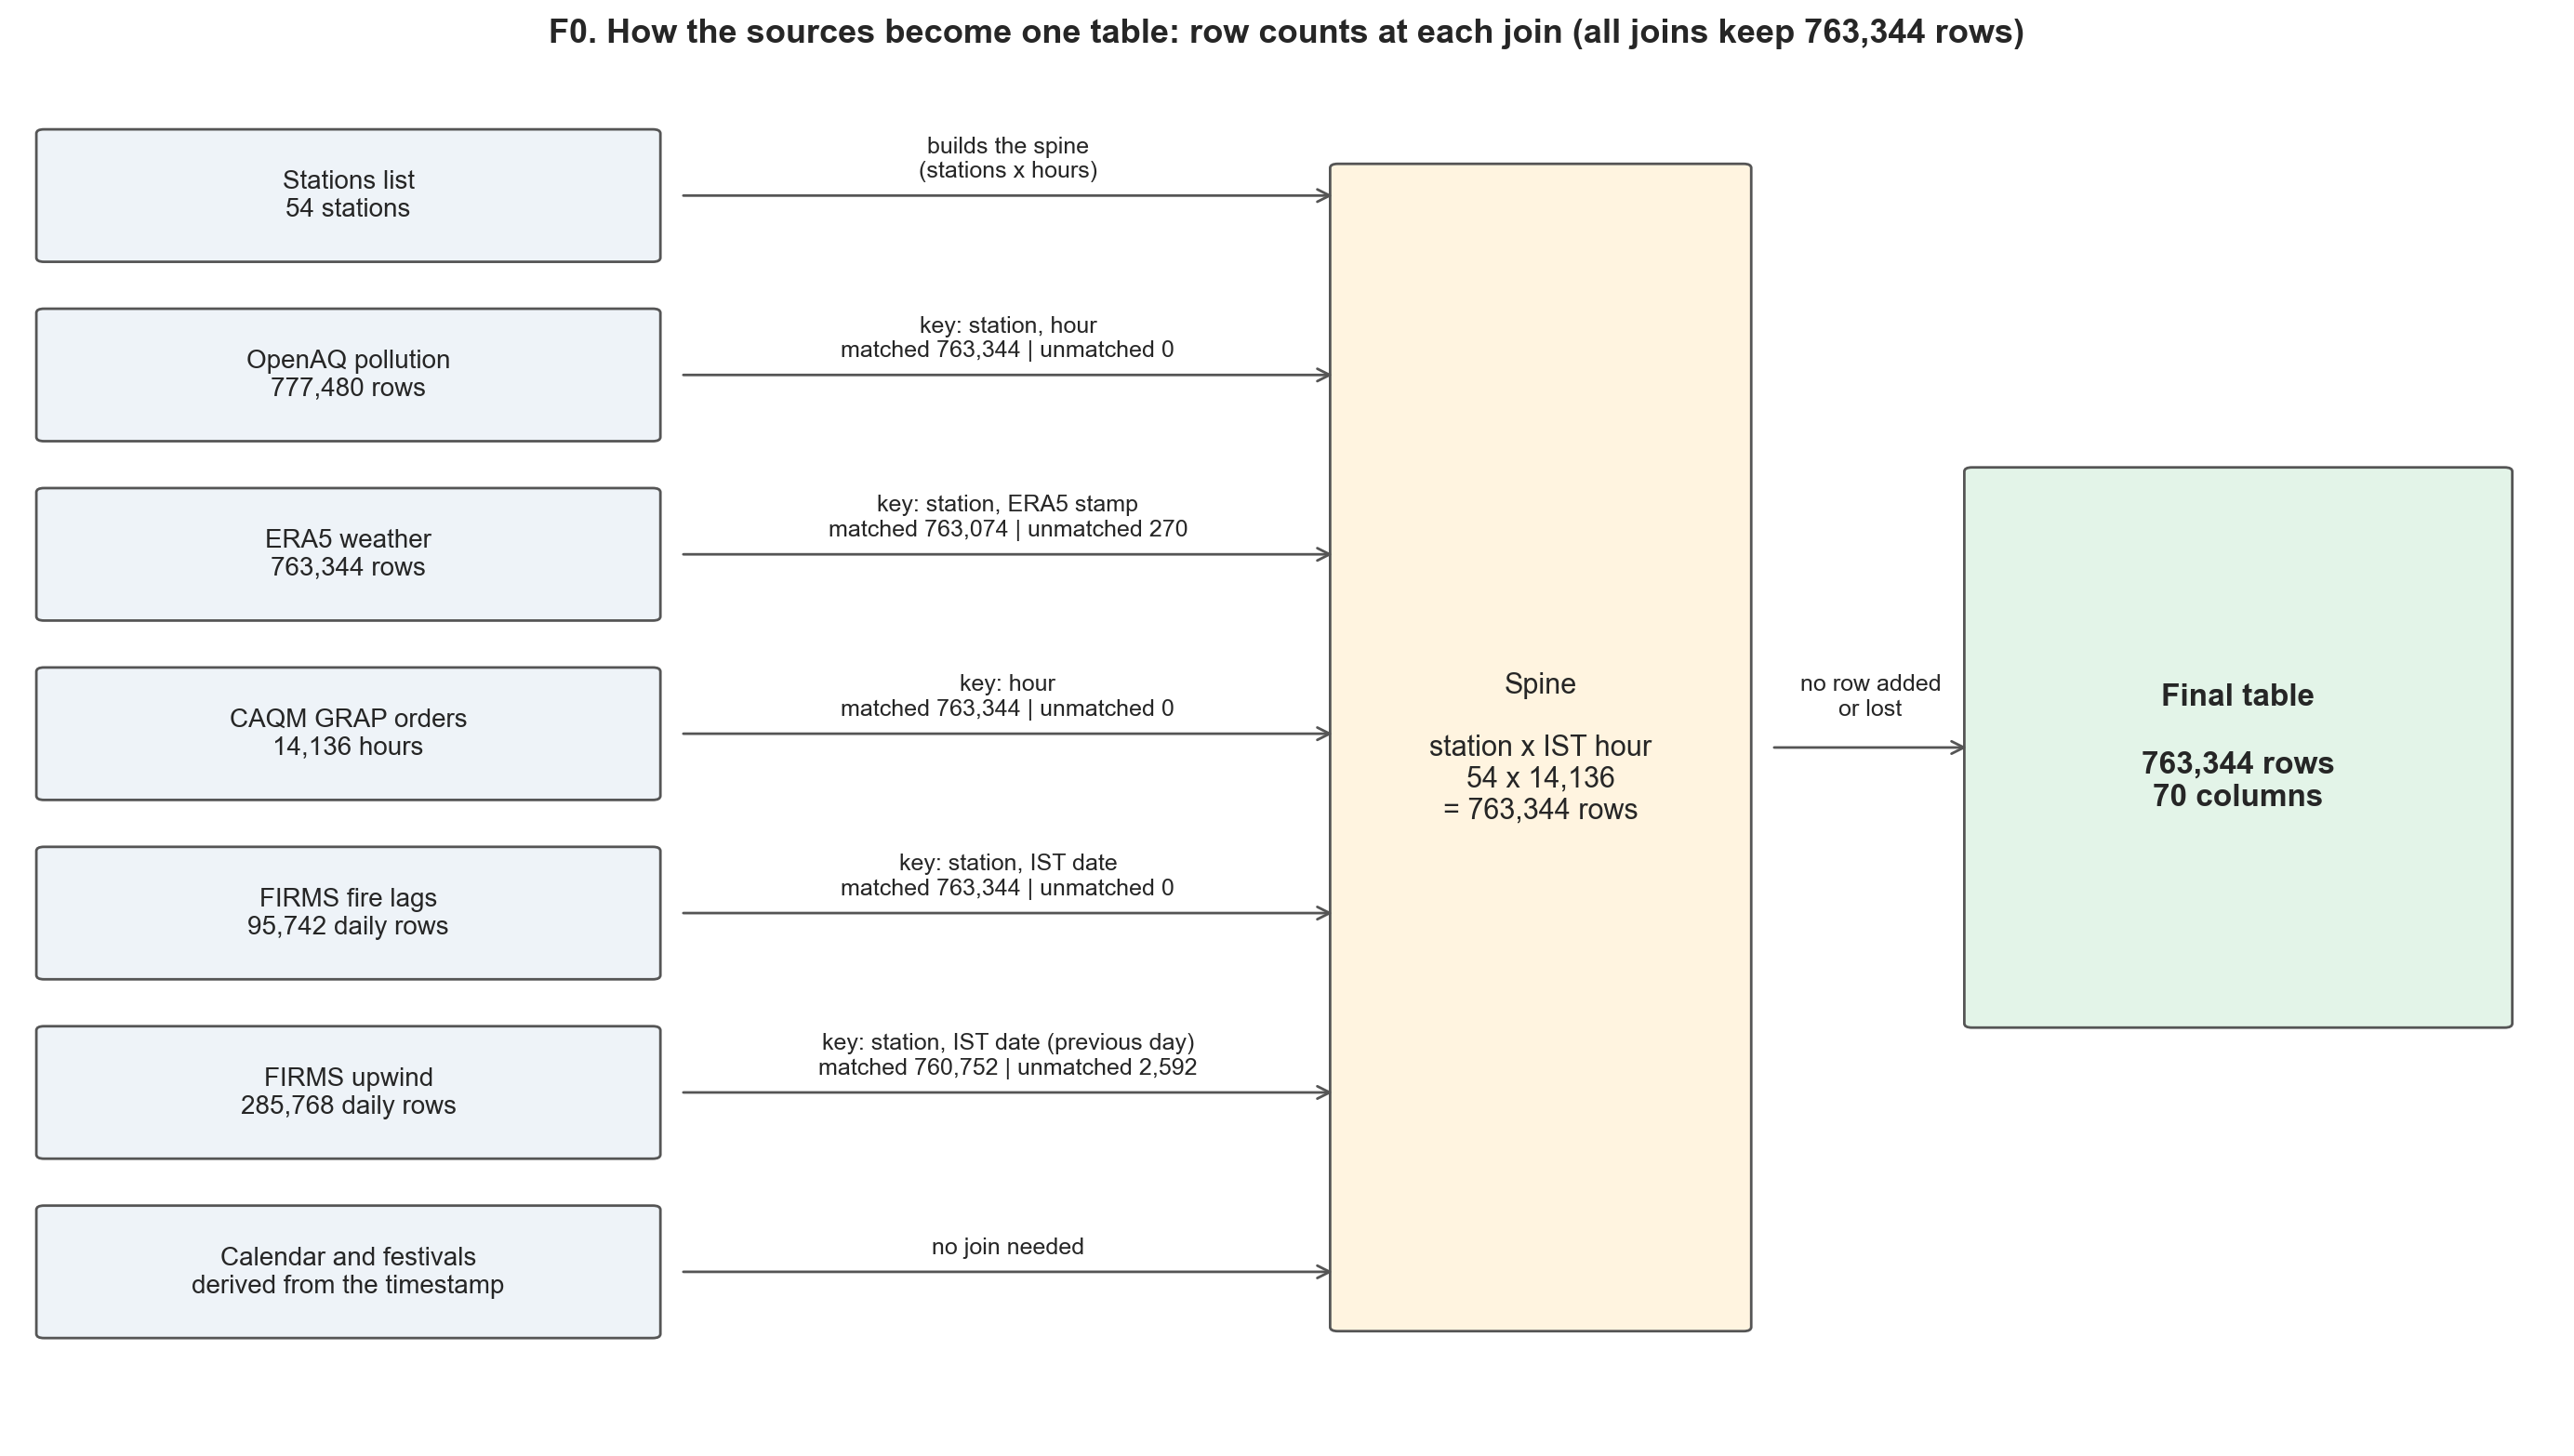 F0. How the sources become one table: row counts at each join (all joins keep 763,344 rows)
Stations list
54 stations
builds the spine
(stations x hours)
OpenAQ pollution
777,480 rows
key: station, hour
matched 763,344 | unmatched 0
ERA5 weather
763,344 rows
key: station, ERA5 stamp
matched 763,074 | unmatched 270
CAQM GRAP orders
14,136 hours
key: hour
matched 763,344 | unmatched 0
FIRMS fire lags
95,742 daily rows
key: station, IST date
matched 763,344 | unmatched 0
FIRMS upwind
285,768 daily rows
key: station, IST date (previous day)
matched 760,752 | unmatched 2,592
Calendar and festivals
derived from the timestamp
no join needed
Spine
station x IST hour
54 x 14,136
= 763,344 rows
no row added
or lost
Final table
763,344 rows
70 columns